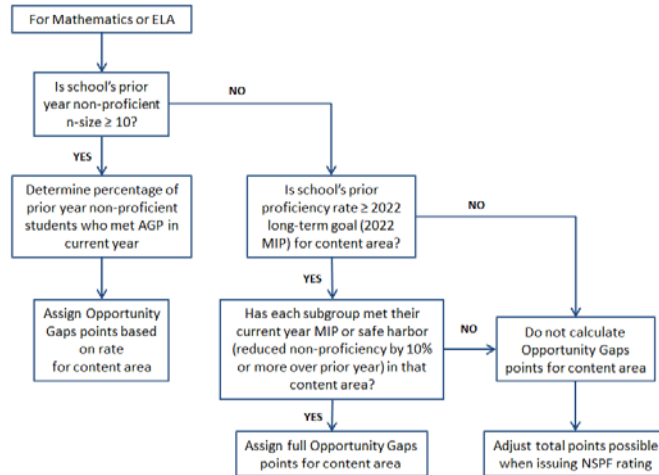 For Mathematics or ELA
Is school's prior
year non-proficient
n-size ≥ 10?
NO
YES
Determine percentage of
prior year non-proficient
students who met AGP in
current year
Is school's prior
proficiency rate ≥ 2022
long-term goal (2022
MIP) for content area?
NO
YES
Assign Opportunity
Gaps points based
on rate
for content area
Has each subgroup met their
current year MIP or safe harbor
(reduced non-proficiency by 10%
or more over prior year) in that
content area?
NO
Do not calculate
Opportunity Gaps
points for content area
YES
Assign full Opportunity Gaps
points for content area
Adjust total points possible
when issuing NSPF rating